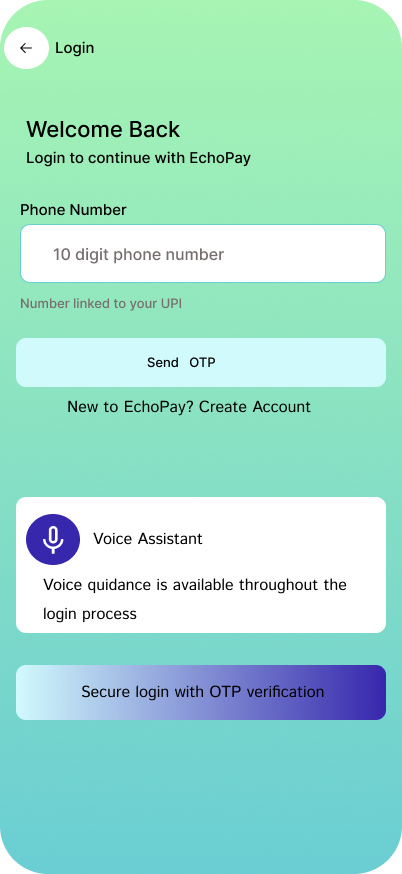 Login
Welcome Back
Login to continue with EchoPay
Phone Number
10 digit phone number
Number linked to your UPI
Send OTP
New to EchoPay? Create Account
Voice Assistant
Voice quidance is available throughout the
login process
Secure login with OTP verification